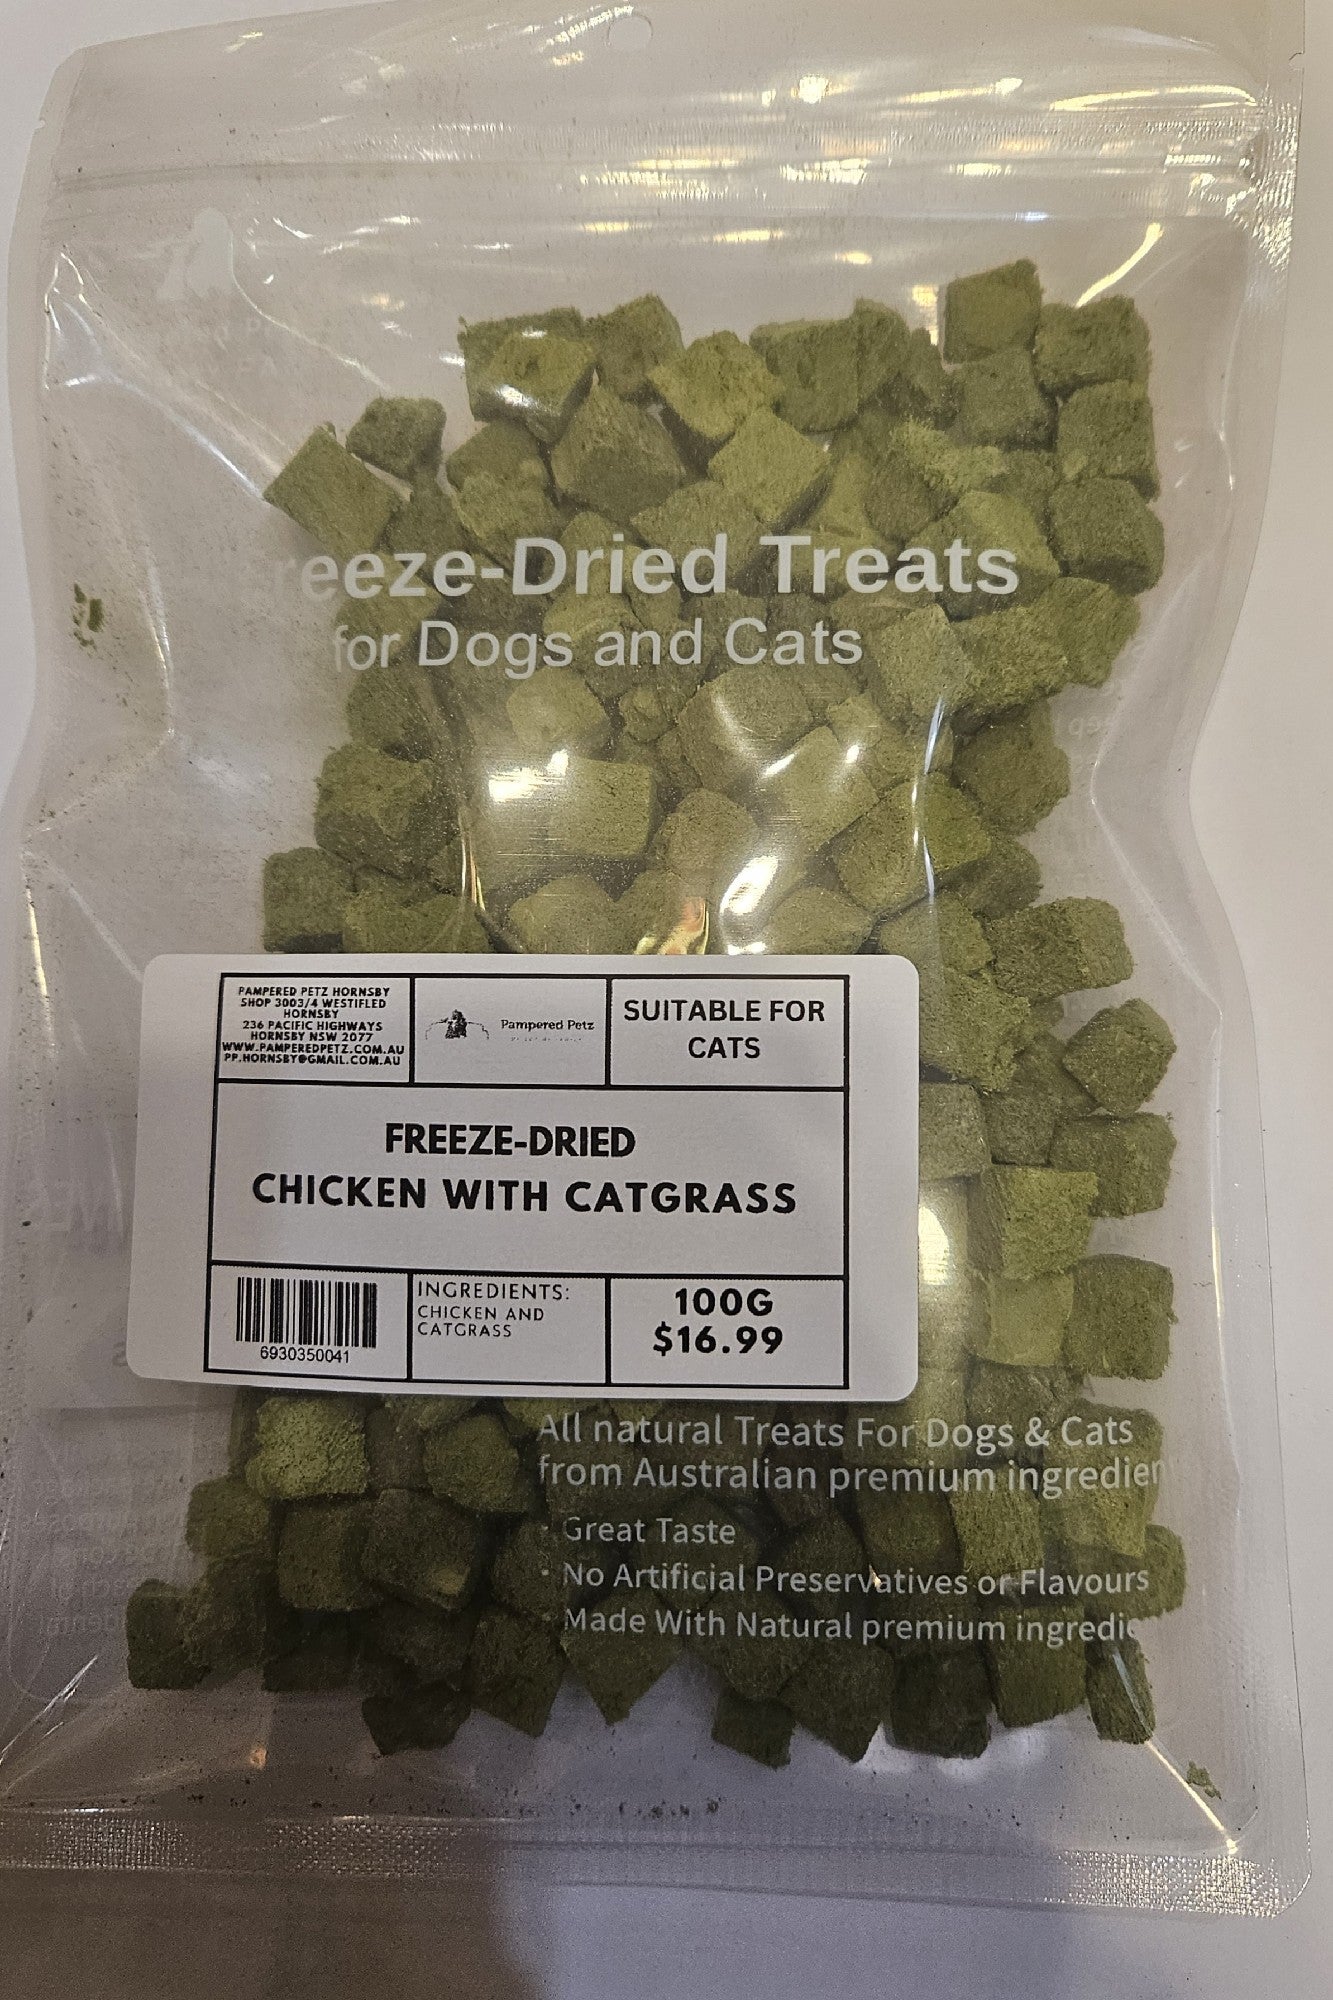 reeze-Dried Treats
for Dogs and Cats
PAMPERED PETZ HORNSBY
SHOP 3003/4 WESTIFLED
HORNSBY
236 PACIFIC HIGHWAYS
HORNSBY NSW 2077
WWW.PAMPEREDPETZ.COM.AU
PP.HORNSBY@GMAIL.COM.AU
Pampered Petz
SUITABLE FOR
CATS
FREEZE-DRIED
CHICKEN WITH CATGRASS
6930350041
INGREDIENTS:
CHICKEN AND
CATGRASS
100G
$16.99
All natural Treats For Dogs & Cats
from Australian premium ingredien
· Great Taste
· No Artificial Preservatives or Flavours
· Made With Natural premium ingredie